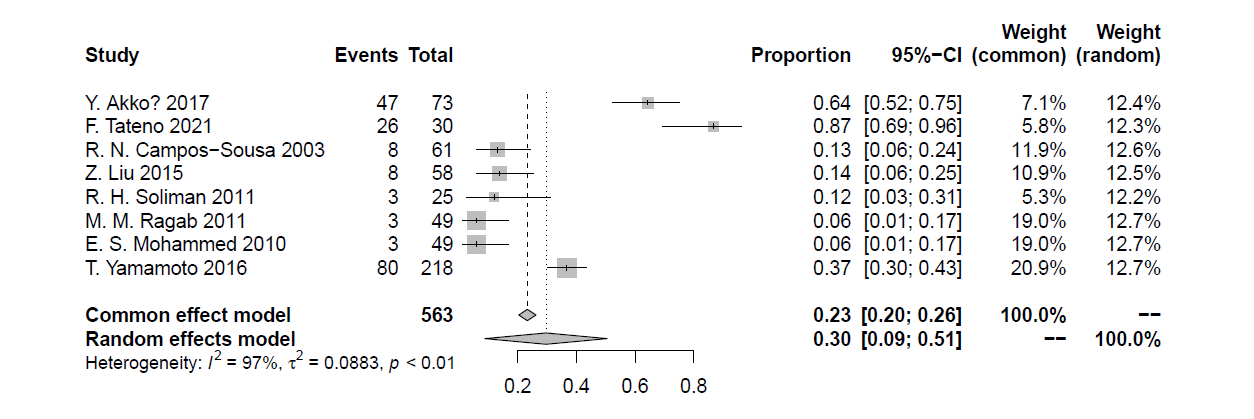 Weight Weight
Study Events Total Proportion 95%−CI (common) (random)
Y. Akko? 2017 47 73 0.64 [0.52; 0.75] 7.1% 12.4%
F. Tateno 2021 26 30 0.87 [0.69; 0.96] 5.8% 12.3%
R. N. Campos−Sousa 2003 8 61 0.13 [0.06; 0.24] 11.9% 12.6%
Z. Liu 2015 8 58 0.14 [0.06; 0.25] 10.9% 12.5%
R. H. Soliman 2011 3 25 0.12 [0.03; 0.31] 5.3% 12.2%
M. M. Ragab 2011 3 49 0.06 [0.01; 0.17] 19.0% 12.7%
E. S. Mohammed 2010 3 49 0.06 [0.01; 0.17] 19.0% 12.7%
T. Yamamoto 2016 80 218 0.37 [0.30; 0.43] 20.9% 12.7%
Common effect model 563 0.23 [0.20; 0.26] 100.0% −−
Random effects model 0.30 [0.09; 0.51] −− 100.0%
Heterogeneity: I² = 97%, τ² = 0.0883, p < 0.01
0.2 0.4 0.6 0.8